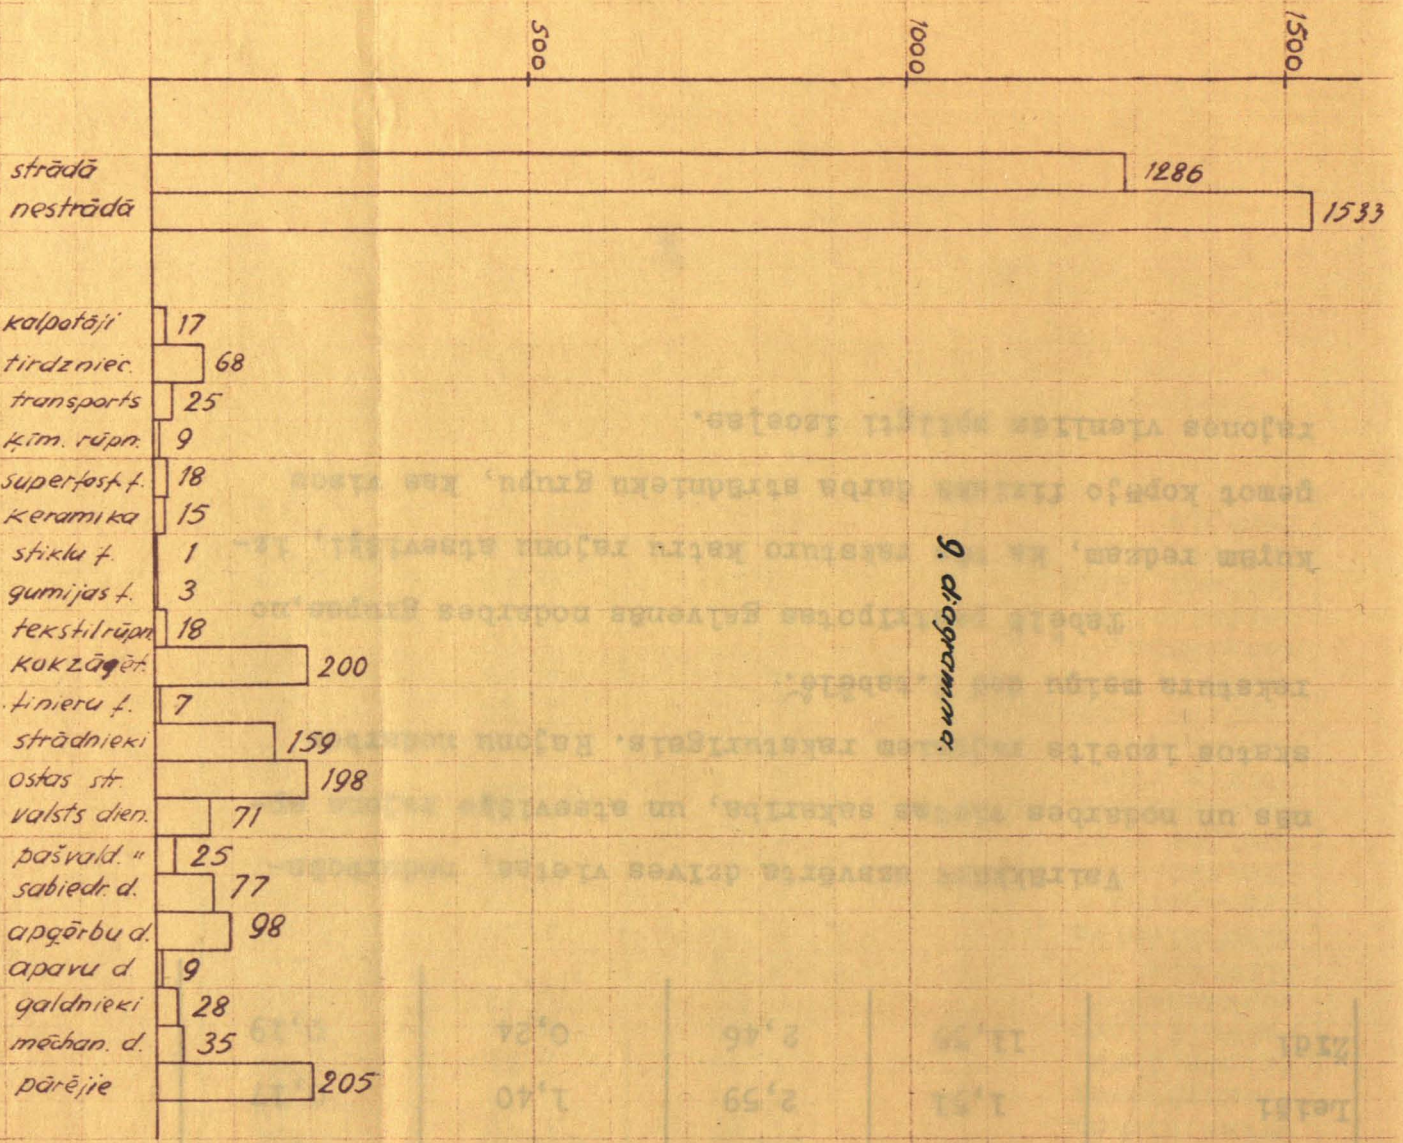 500 1000 1500
strādā 1286
nestrādā 1533
kalpotāji 17
tirdzniec. 68
transports 25
ķīm. rūpn. 9
superfosf. f. 18
keramika 15
stiklu f. 1
gumijas f. 3
tekstilrūpn. 18
kokzāģēt. 200
finieru f. 7
strādnieki 159
ostas str. 198
valsts dien. 71
pašvald. " 25
sabiedr. d. 77
apģērbu d. 98
apavu d 9
galdnieki 28
mēchan. d. 35
pārējie 205
9. diagramma.